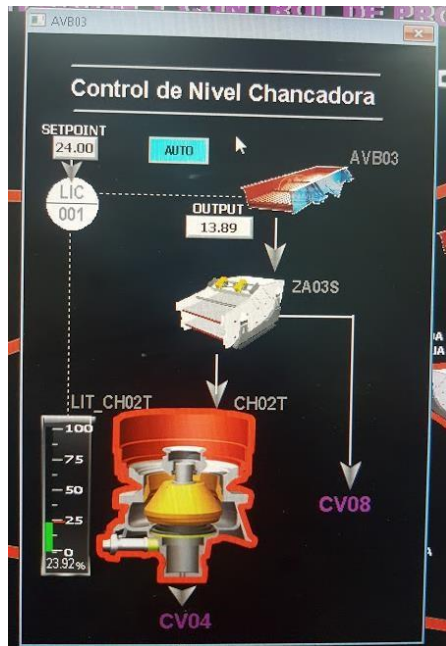 AVB03
Control de Nivel Chancadora
SETPOINT
24.00
AUTO
AVB03
LIC
001
OUTPUT
13.89
ZA03S
LIT_CH02T
CH02T
100
75
50
25
0
23.92%
CV08
CV04